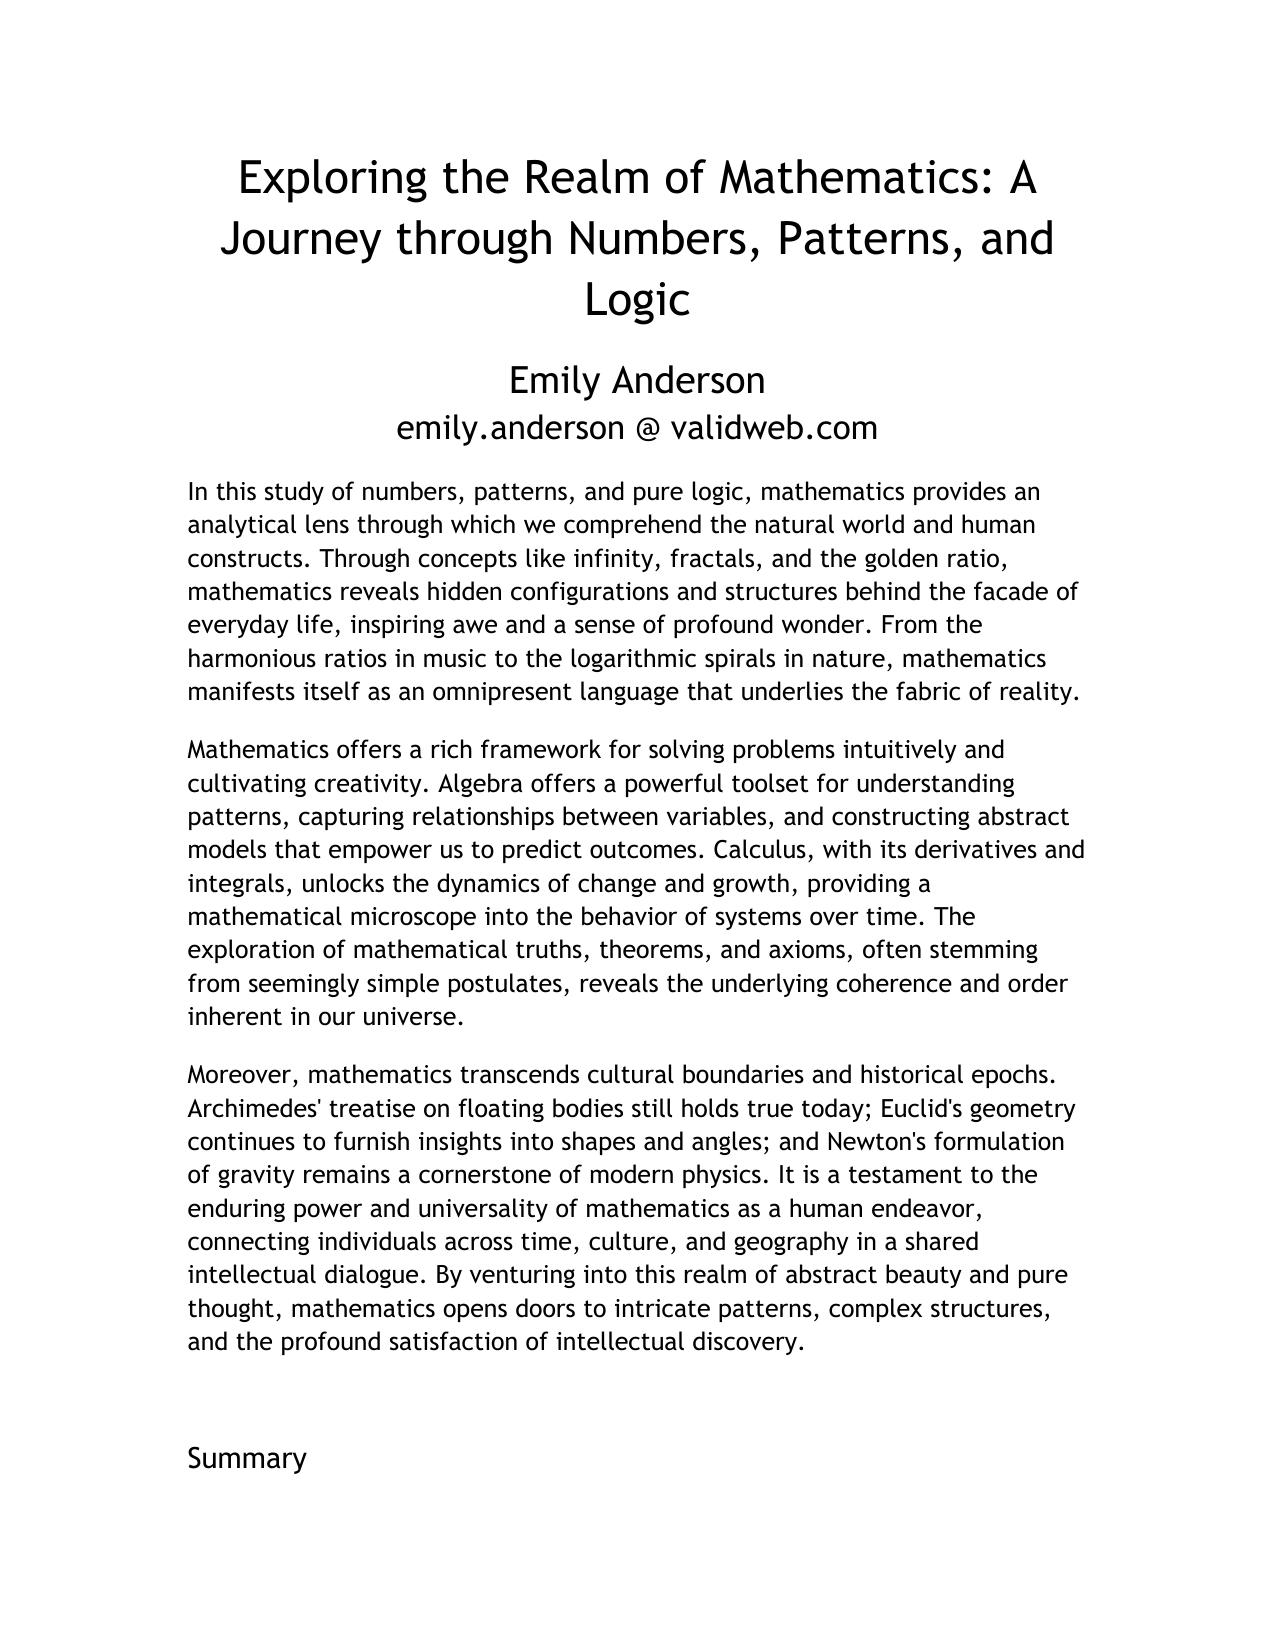 Exploring the Realm of Mathematics: A
Journey through Numbers, Patterns, and
Logic
Emily Anderson
emily.anderson @ validweb.com
In this study of numbers, patterns, and pure logic, mathematics provides an
analytical lens through which we comprehend the natural world and human
constructs. Through concepts like infinity, fractals, and the golden ratio,
mathematics reveals hidden configurations and structures behind the facade of
everyday life, inspiring awe and a sense of profound wonder. From the
harmonious ratios in music to the logarithmic spirals in nature, mathematics
manifests itself as an omnipresent language that underlies the fabric of reality.
Mathematics offers a rich framework for solving problems intuitively and
cultivating creativity. Algebra offers a powerful toolset for understanding
patterns, capturing relationships between variables, and constructing abstract
models that empower us to predict outcomes. Calculus, with its derivatives and
integrals, unlocks the dynamics of change and growth, providing a
mathematical microscope into the behavior of systems over time. The
exploration of mathematical truths, theorems, and axioms, often stemming
from seemingly simple postulates, reveals the underlying coherence and order
inherent in our universe.
Moreover, mathematics transcends cultural boundaries and historical epochs.
Archimedes' treatise on floating bodies still holds true today; Euclid's geometry
continues to furnish insights into shapes and angles; and Newton's formulation
of gravity remains a cornerstone of modern physics. It is a testament to the
enduring power and universality of mathematics as a human endeavor,
connecting individuals across time, culture, and geography in a shared
intellectual dialogue. By venturing into this realm of abstract beauty and pure
thought, mathematics opens doors to intricate patterns, complex structures,
and the profound satisfaction of intellectual discovery.
Summary